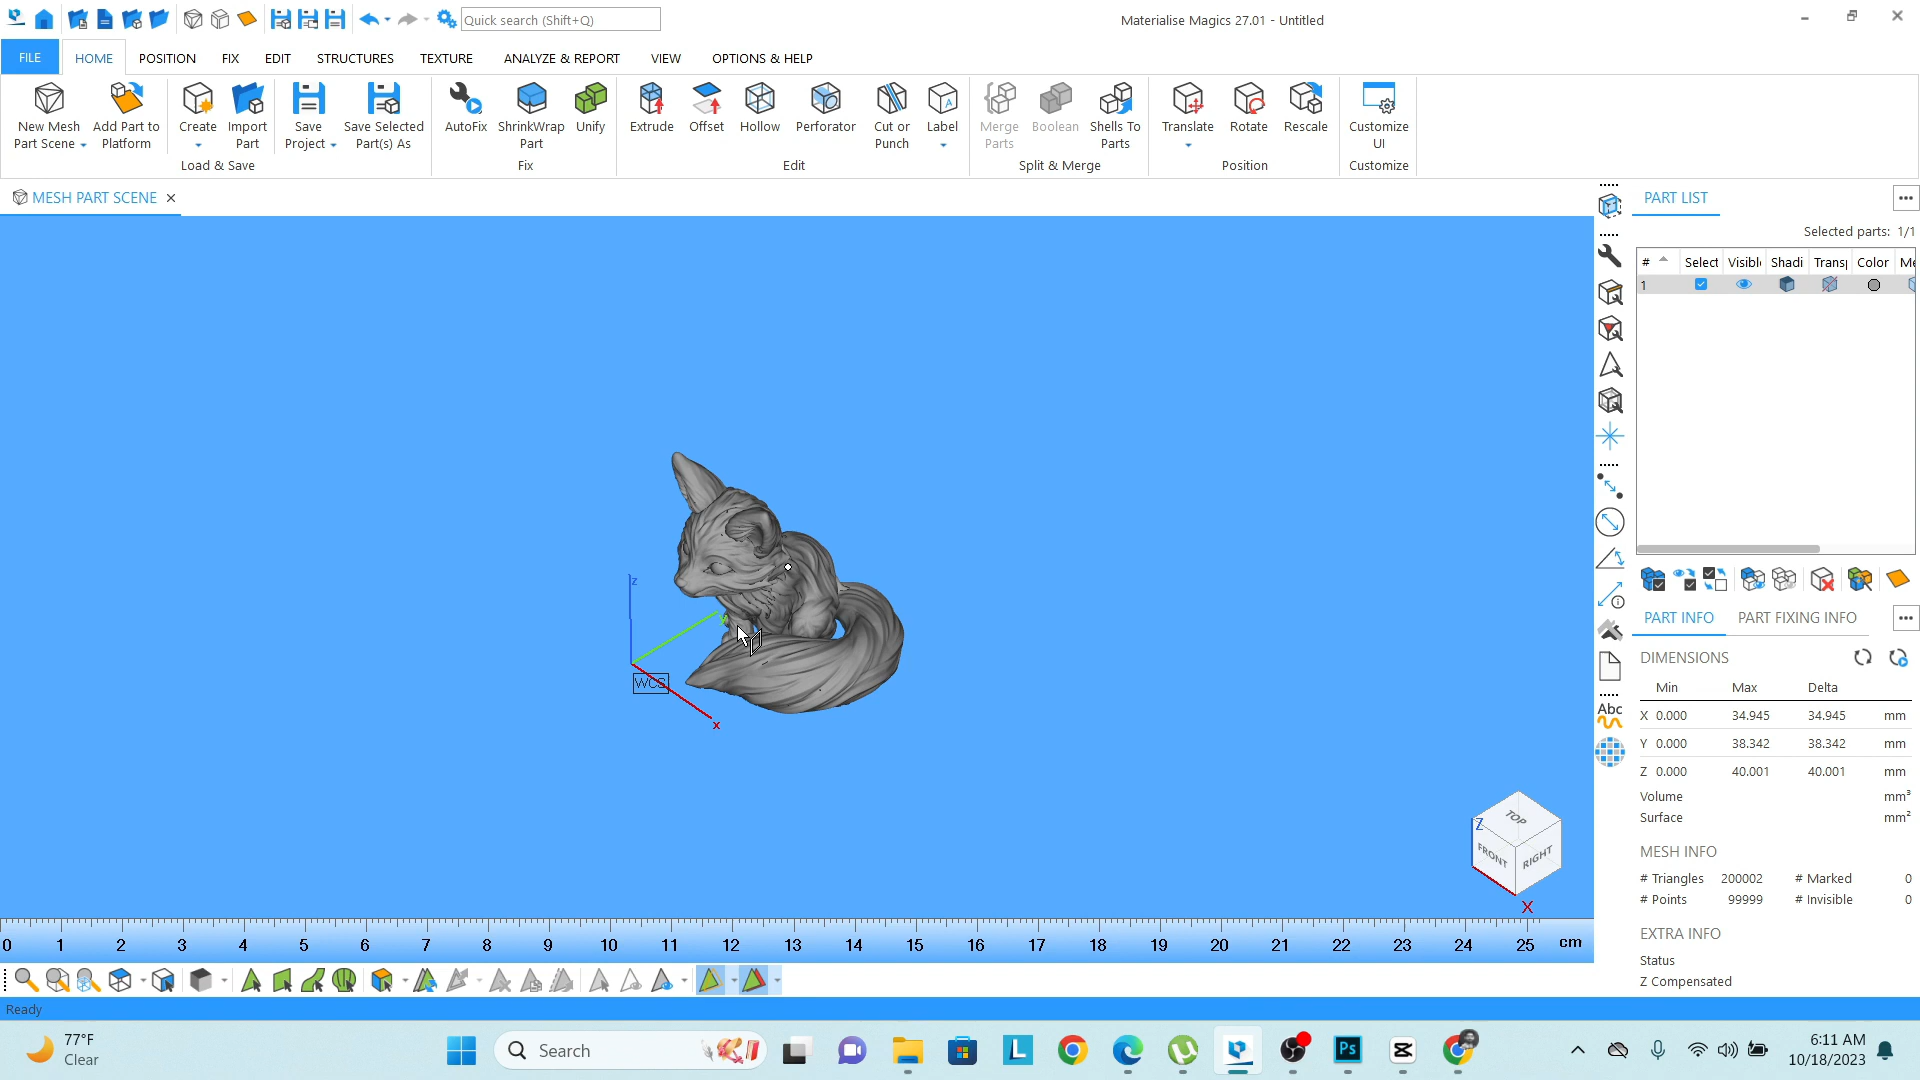 Quick search (Shift+Q)
Materialise Magics 27.01 - Untitled
FILE HOME POSITION FIX EDIT STRUCTURES TEXTURE ANALYZE & REPORT VIEW OPTIONS & HELP
New Mesh Part Scene
Add Part to Platform
Create
Import Part
Save Project
Save Selected Part(s) As
AutoFix
ShrinkWrap Part
Unify
Extrude
Offset
Hollow
Perforator
Cut or Punch
Label
Merge Parts
Boolean
Shells To Parts
Translate
Rotate
Rescale
Customize UI
Load & Save
Fix
Edit
Split & Merge
Position
Customize
MESH PART SCENE
PART LIST
Selected parts: 1/1
# Select Visibl Shadi Trans Color Me
1
z
y
WCS
x
Abc
PART INFO PART FIXING INFO
DIMENSIONS
Min Max Delta
X 0.000 34.945 34.945 mm
Y 0.000 38.342 38.342 mm
Z 0.000 40.001 40.001 mm
Volume mm³
Surface mm²
MESH INFO
# Triangles 200002 # Marked 0
# Points 99999 # Invisible 0
EXTRA INFO
Status
Z Compensated
TOP
Z
FRONT
RIGHT
X
0 1 2 3 4 5 6 7 8 9 10 11 12 13 14 15 16 17 18 19 20 21 22 23 24 25 cm
Ready
77°F
Clear
Search
L
Ps
6:11 AM
10/18/2023